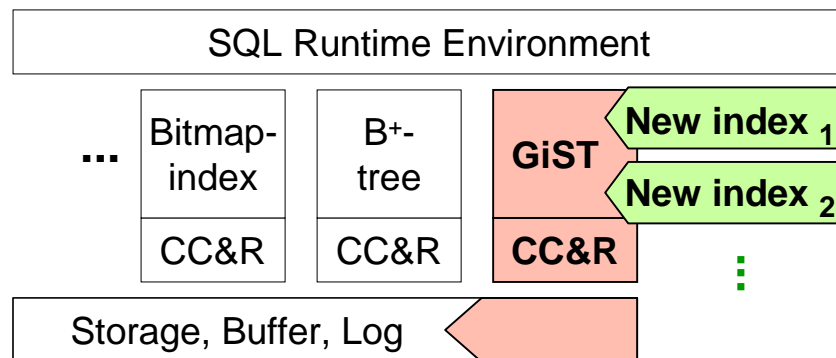 SQL Runtime Environment
... Bitmap-
index
B+-
tree
GiST
New index 1
New index 2
CC&R
CC&R
CC&R
Storage, Buffer, Log